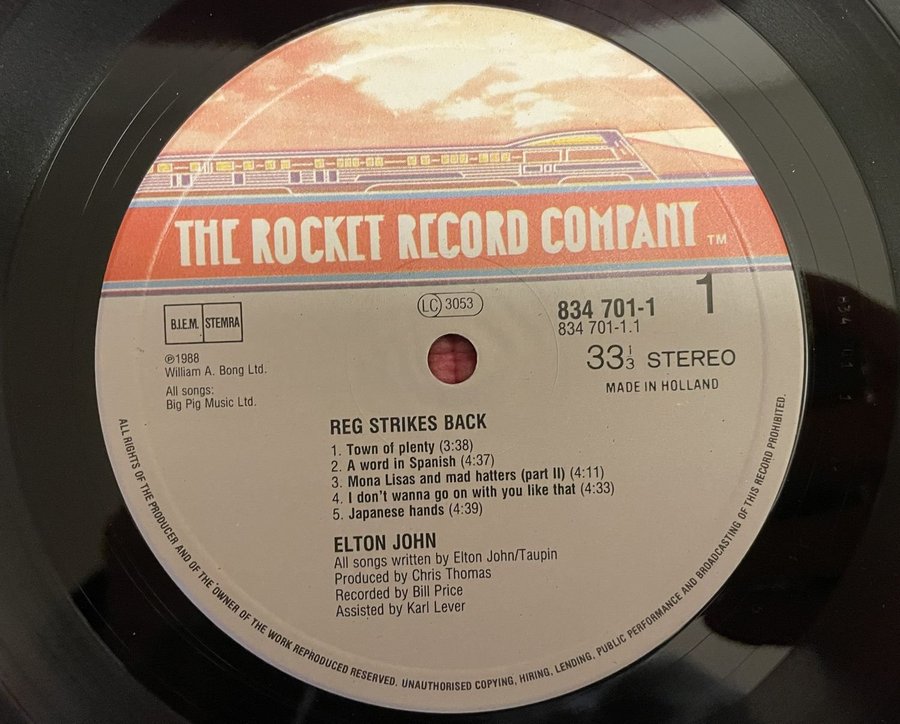 THE ROCKET RECORD COMPANY ™
B.I.E.M. STEMRA
LC 3053
834 701-1
1
834 701-1.1
33⅓ STEREO
MADE IN HOLLAND
℗1988
William A. Bong Ltd.
All songs:
Big Pig Music Ltd.
REG STRIKES BACK
1. Town of plenty (3:38)
2. A word in Spanish (4:37)
3. Mona Lisas and mad hatters (part II) (4:11)
4. I don't wanna go on with you like that (4:33)
5. Japanese hands (4:39)
ELTON JOHN
All songs written by Elton John/Taupin
Produced by Chris Thomas
Recorded by Bill Price
Assisted by Karl Lever
ALL RIGHTS OF THE PRODUCER AND OF THE OWNER OF THE WORK REPRODUCED RESERVED. UNAUTHORISED COPYING, HIRING, LENDING, PUBLIC PERFORMANCE AND BROADCASTING OF THIS RECORD PROHIBITED.